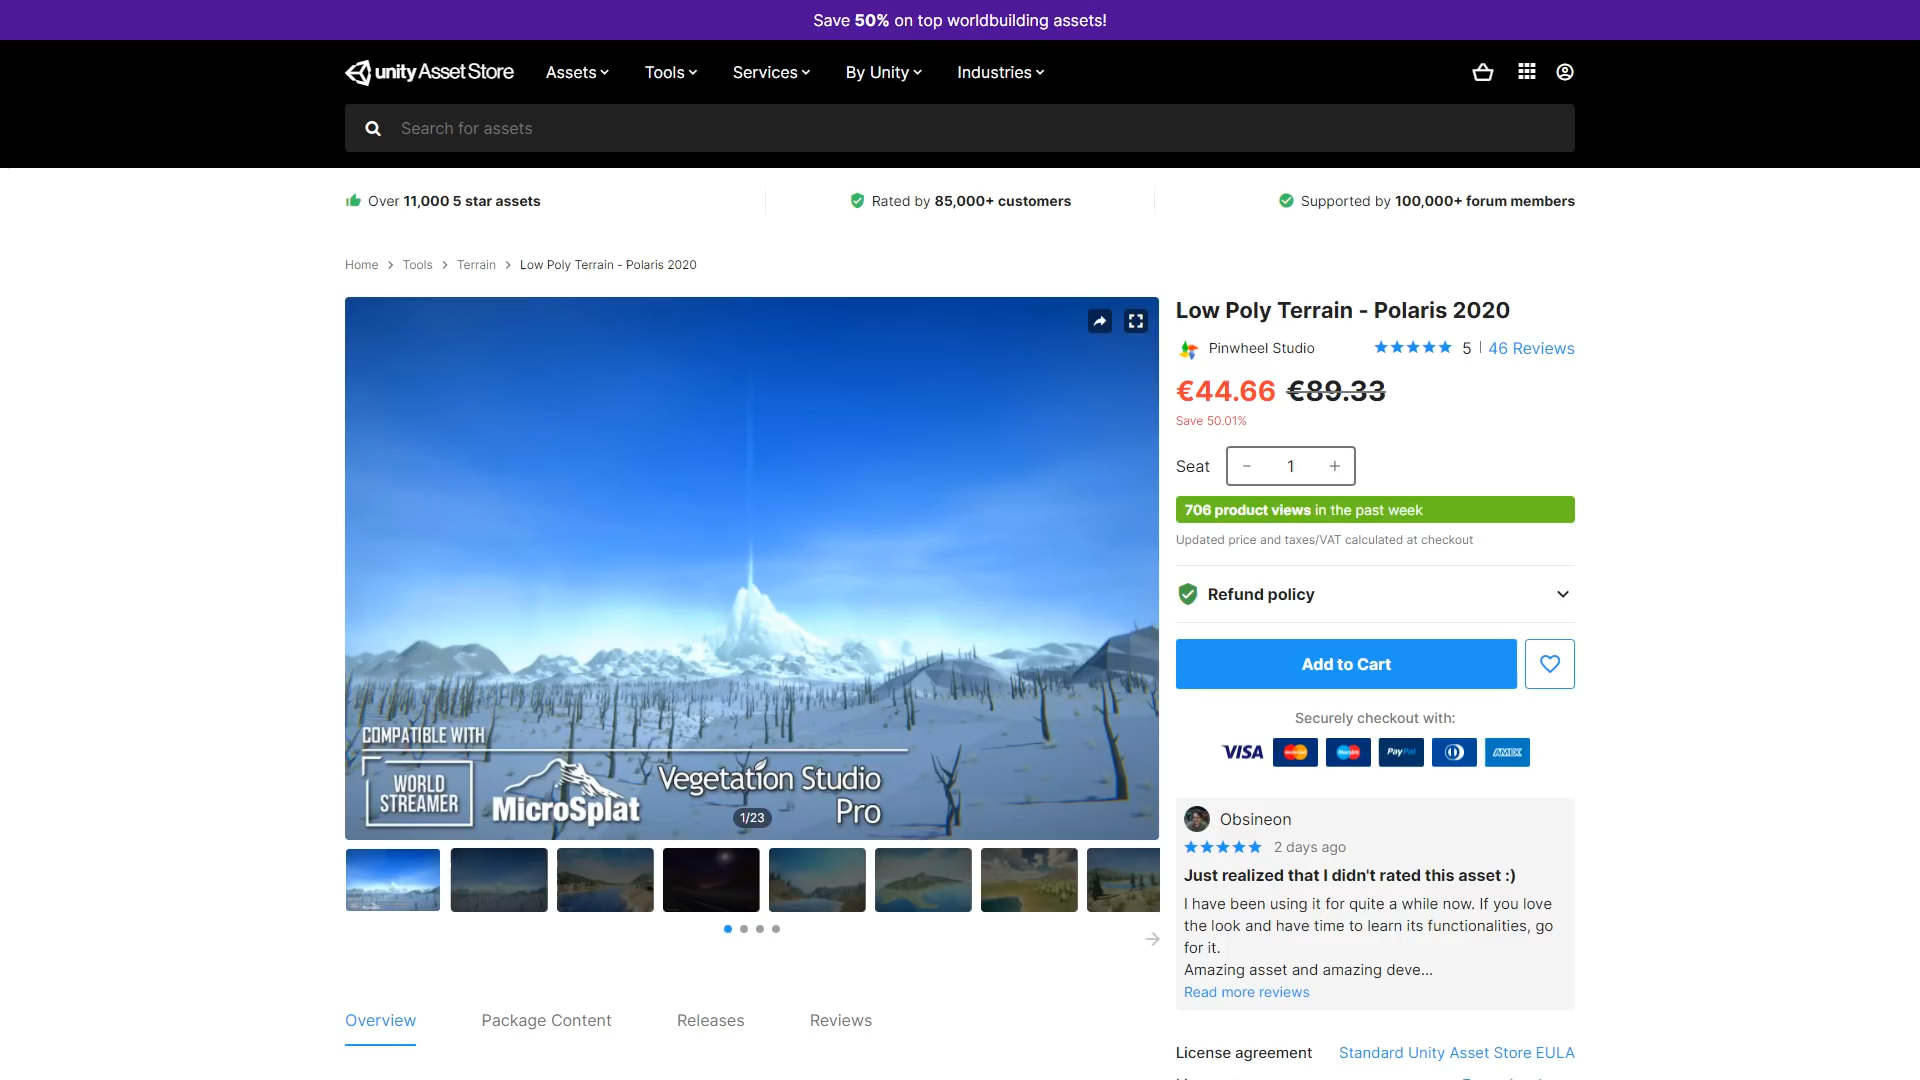 Save 50% on top worldbuilding assets!
unity Asset Store
Assets
Tools
Services
By Unity
Industries
Search for assets
Over 11,000 5 star assets
Rated by 85,000+ customers
Supported by 100,000+ forum members
Home > Tools > Terrain > Low Poly Terrain - Polaris 2020
Low Poly Terrain - Polaris 2020
Pinwheel Studio
5 | 46 Reviews
€44.66 €89.33
Save 50.01%
Seat - 1 +
706 product views in the past week
Updated price and taxes/VAT calculated at checkout
Refund policy
Add to Cart
Securely checkout with:
VISA
PayPal
AMEX
COMPATIBLE WITH
WORLD
STREAMER
MicroSplat
Vegetation Studio
Pro
1/23
Obsineon
2 days ago
Just realized that I didn't rated this asset :)
I have been using it for quite a while now. If you love
the look and have time to learn its functionalities, go
for it.
Amazing asset and amazing deve...
Read more reviews
Overview
Package Content
Releases
Reviews
License agreement
Standard Unity Asset Store EULA